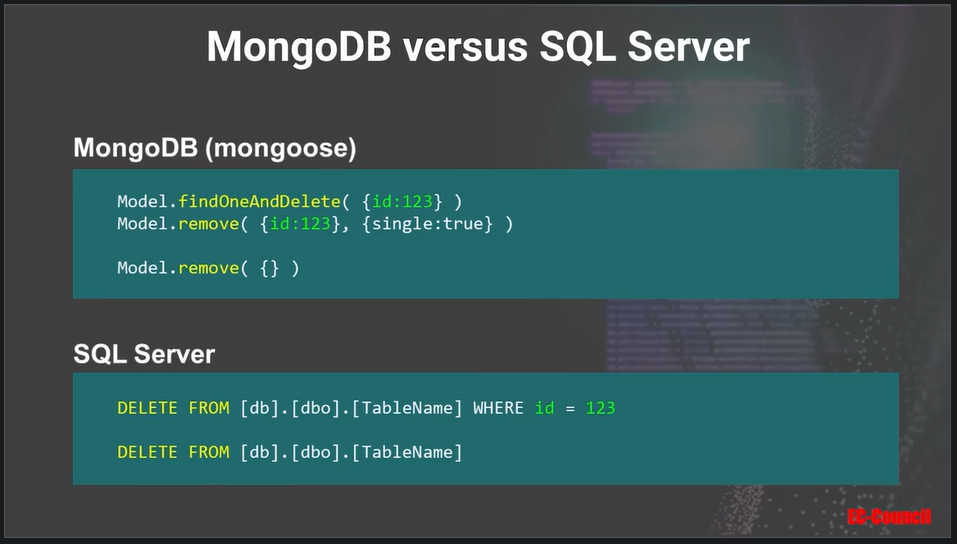 MongoDB versus SQL Server
MongoDB (mongoose)
Model.findOneAndDelete( {id:123} )
Model.remove( {id:123}, {single:true} )
Model.remove( {} )
SQL Server
DELETE FROM [db].[dbo].[TableName] WHERE id = 123
DELETE FROM [db].[dbo].[TableName]
EC-Council